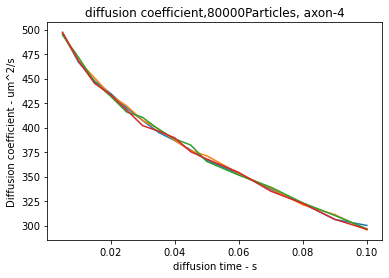 diffusion coefficient,80000Particles, axon-4
Diffusion coefficient - um^2/s
500
475
450
425
400
375
350
325
300
0.02 0.04 0.06 0.08 0.10
diffusion time - s